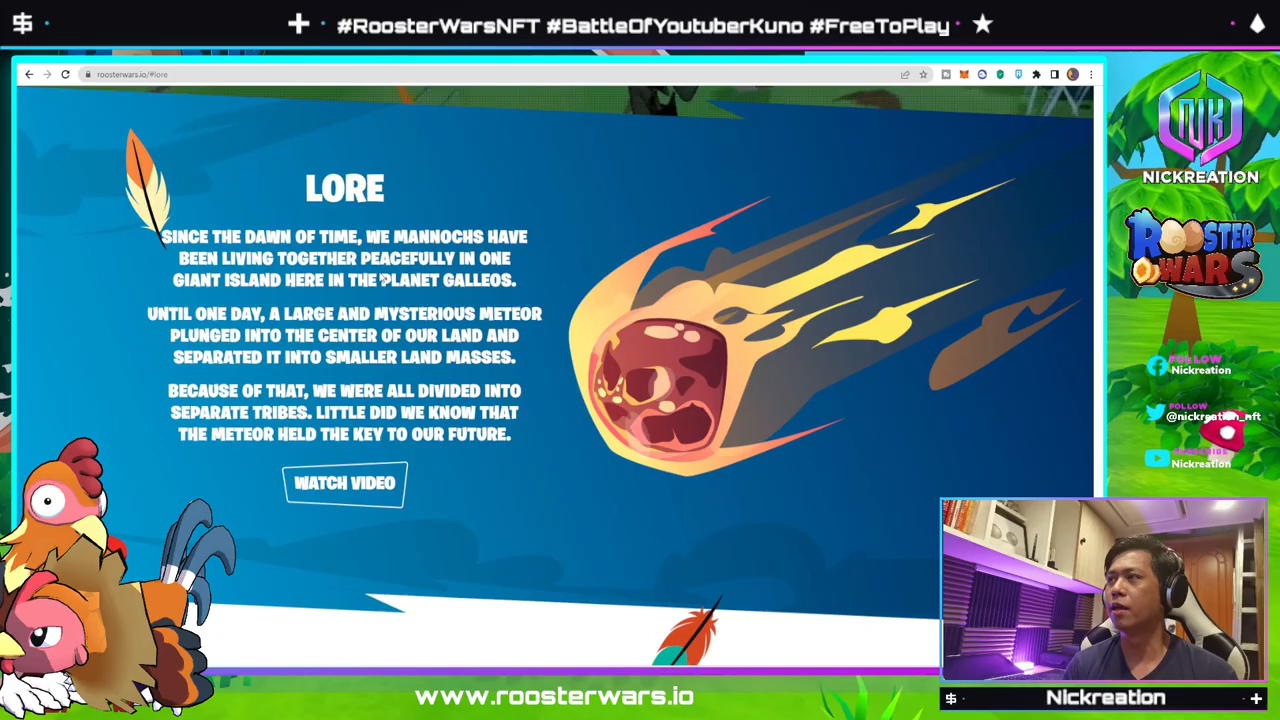 #RoosterWarsNFT #BattleOfYoutuberKuno #FreeToPlay
roosterwars.io/#lore
LORE
SINCE THE DAWN OF TIME, WE MANNOCHS HAVE
BEEN LIVING TOGETHER PEACEFULLY IN ONE
GIANT ISLAND HERE IN THE PLANET GALLEOS.
UNTIL ONE DAY, A LARGE AND MYSTERIOUS METEOR
PLUNGED INTO THE CENTER OF OUR LAND AND
SEPARATED IT INTO SMALLER LAND MASSES.
BECAUSE OF THAT, WE WERE ALL DIVIDED INTO
SEPARATE TRIBES. LITTLE DID WE KNOW THAT
THE METEOR HELD THE KEY TO OUR FUTURE.
WATCH VIDEO
NK
NICKREATION
ROOSTER
WARS
FOLLOW
Nickreation
FOLLOW
@nickreation_nft
SUBSCRIBE
Nickreation
www.roosterwars.io
Nickreation